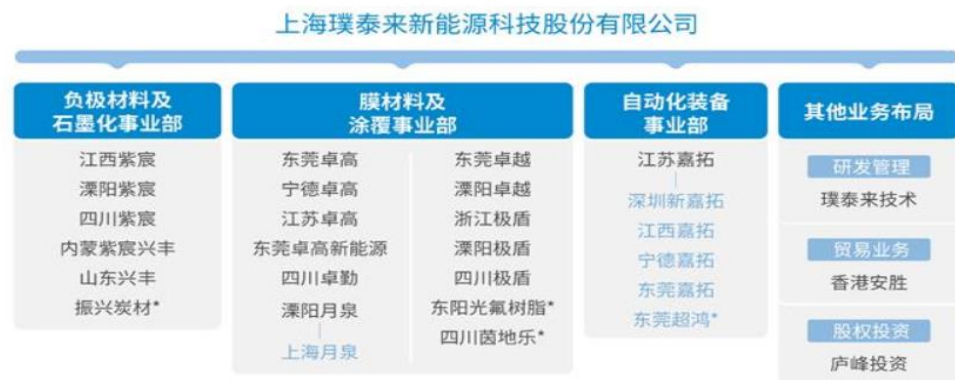 上海璞泰来新能源科技股份有限公司
负极材料及
石墨化事业部
江西紫宸
溧阳紫宸
四川紫宸
内蒙紫宸兴丰
山东兴丰
振兴炭材*
膜材料及
涂覆事业部
东莞卓高
宁德卓高
江苏卓高
东莞卓高新能源
四川卓勤
溧阳月泉
上海月泉
东莞卓越
溧阳卓越
浙江极盾
溧阳极盾
四川极盾
东阳光氟树脂*
四川茵地乐*
自动化装备
事业部
江苏嘉拓
深圳新嘉拓
江西嘉拓
宁德嘉拓
东莞嘉拓
东莞超鸿*
其他业务布局
研发管理
璞泰来技术
贸易业务
香港安胜
股权投资
庐峰投资